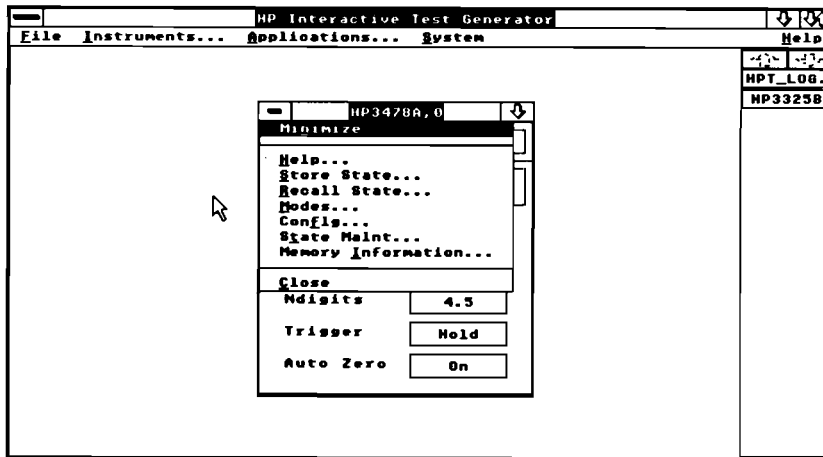 HP Interactive Test Generator
File Instruments... Applications... System Help
HPT_LOG.
HP3325B
HP3478A,0
Minimize
Help...
Store State...
Recall State...
Modes...
Config...
State Maint...
Memory Information...
Close
Ndigits 4.5
Trigger Hold
Auto Zero On